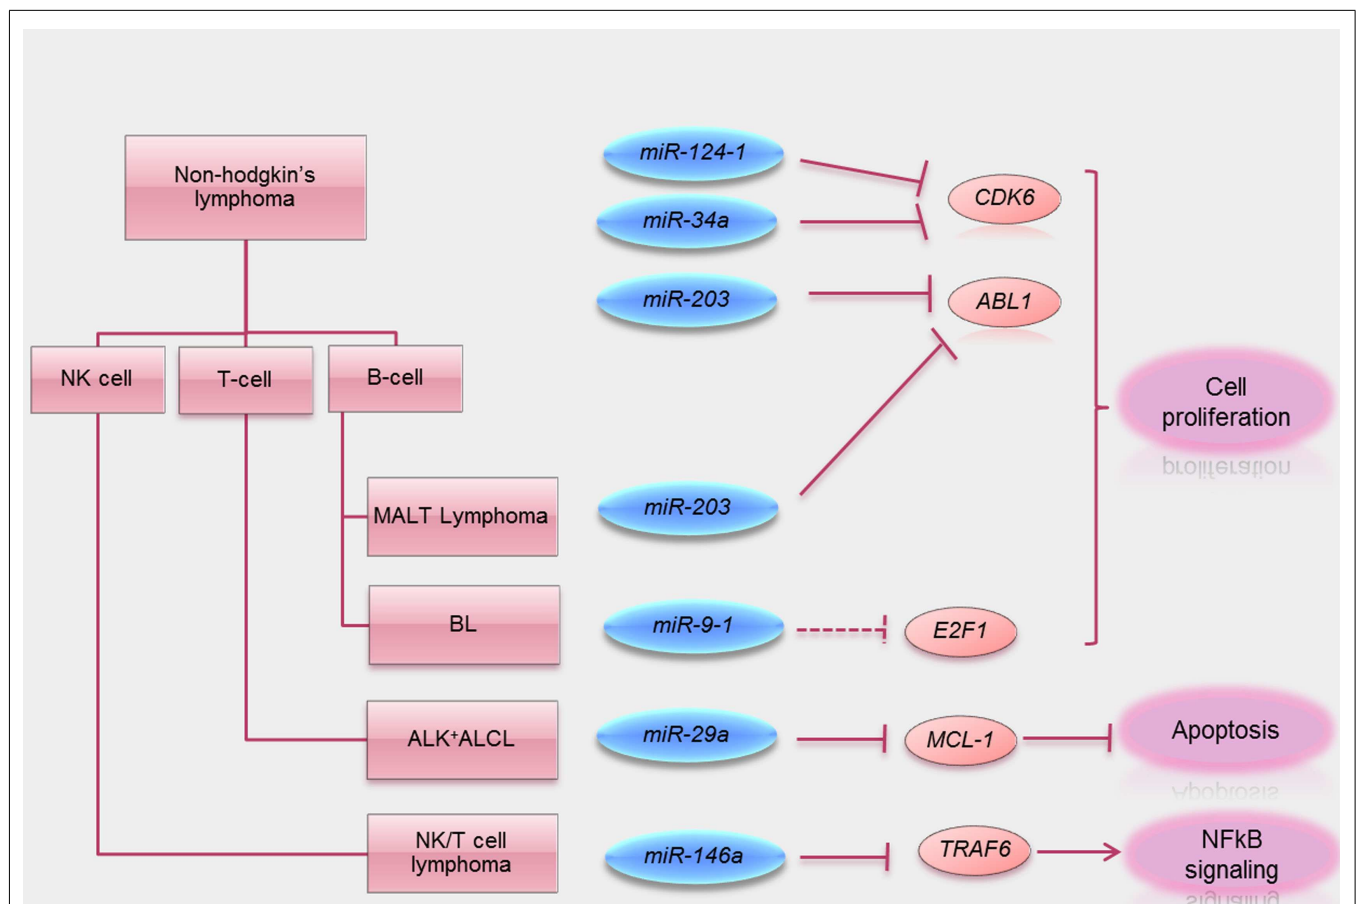 Non-hodgkin's
lymphoma
NK cell
T-cell
B-cell
MALT Lymphoma
BL
ALK⁺ALCL
NK/T cell
lymphoma
miR-124-1
miR-34a
miR-203
miR-203
miR-9-1
miR-29a
miR-146a
CDK6
ABL1
E2F1
MCL-1
TRAF6
Cell
proliferation
Apoptosis
NFkB
signaling